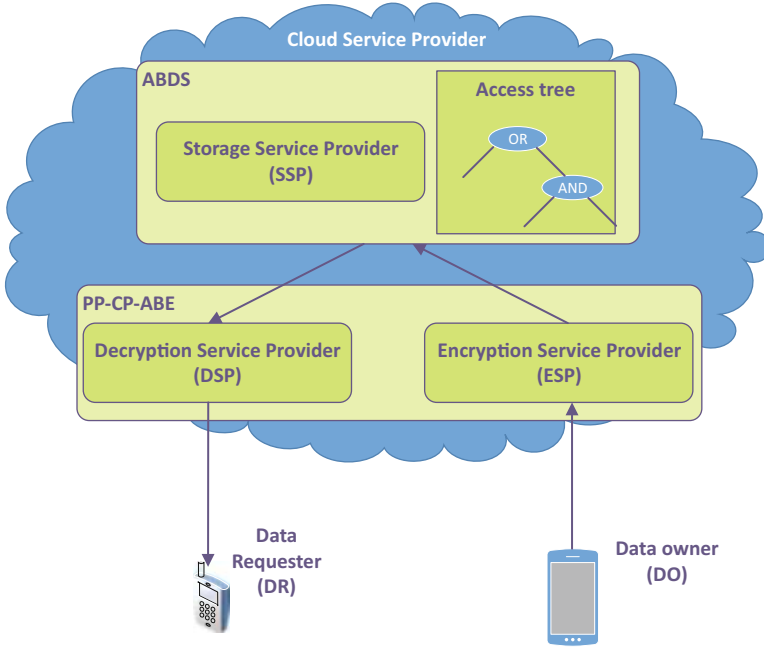 Cloud Service Provider
ABDS
Access tree
Storage Service Provider
(SSP)
OR
AND
PP-CP-ABE
Decryption Service Provider
(DSP)
Encryption Service Provider
(ESP)
Data
Requester
(DR)
Data owner
(DO)